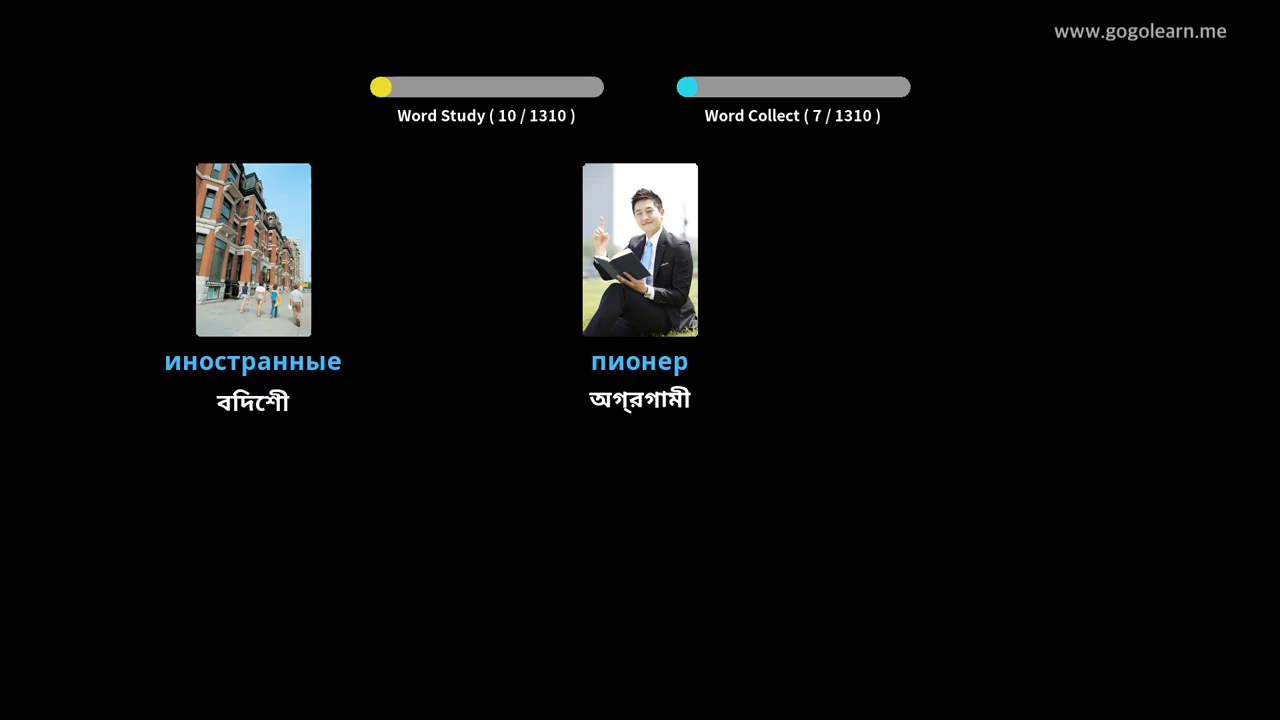 www.gogolearn.me
Word Study ( 10 / 1310 )
Word Collect ( 7 / 1310 )
иностранные
пионер
বিদেশী
অগ্রগামী